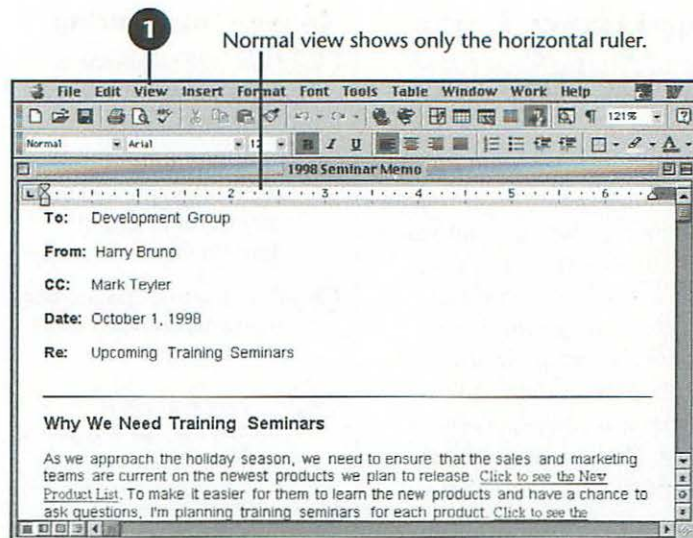 1
Normal view shows only the horizontal ruler.
File Edit View Insert Format Font Tools Table Window Work Help
121%
Normal Arial 12 B I U A
1998 Seminar Memo
1 2 3 4 5 6
To: Development Group
From: Harry Bruno
CC: Mark Teyler
Date: October 1, 1998
Re: Upcoming Training Seminars
Why We Need Training Seminars
As we approach the holiday season, we need to ensure that the sales and marketing
teams are current on the newest products we plan to release. Click to see the New
Product List. To make it easier for them to learn the new products and have a chance to
ask questions, I'm planning training seminars for each product. Click to see the